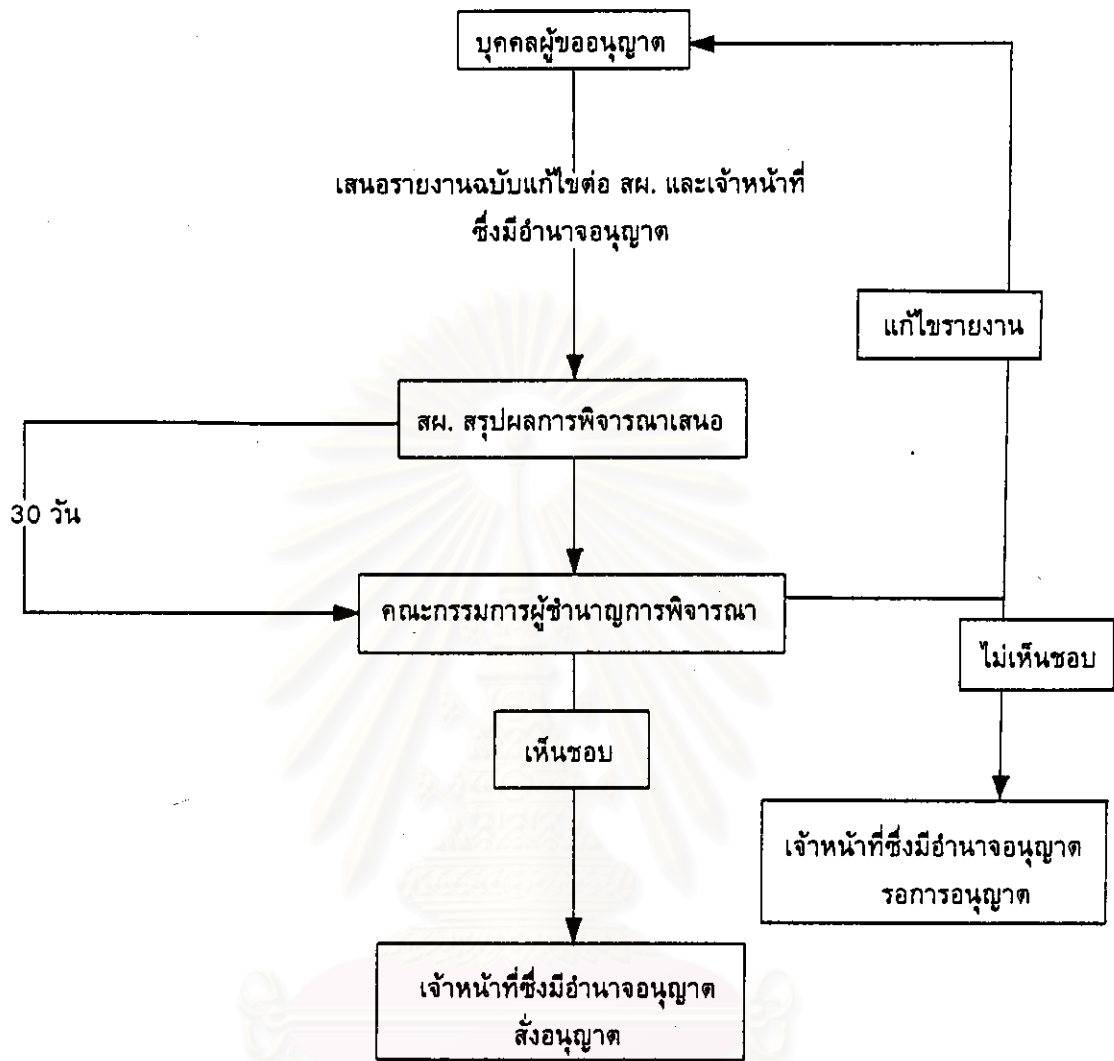 บุคคลผู้ขออนุญาต
เสนอรายงานฉบับแก้ไขต่อ สผ. และเจ้าหน้าที่
ซึ่งมีอำนาจอนุญาต
แก้ไขรายงาน
สผ. สรุปผลการพิจารณาเสนอ
30 วัน
คณะกรรมการผู้ชำนาญการพิจารณา
ไม่เห็นชอบ
เห็นชอบ
เจ้าหน้าที่ซึ่งมีอำนาจอนุญาต
รอการอนุญาต
เจ้าหน้าที่ซึ่งมีอำนาจอนุญาต
สั่งอนุญาต